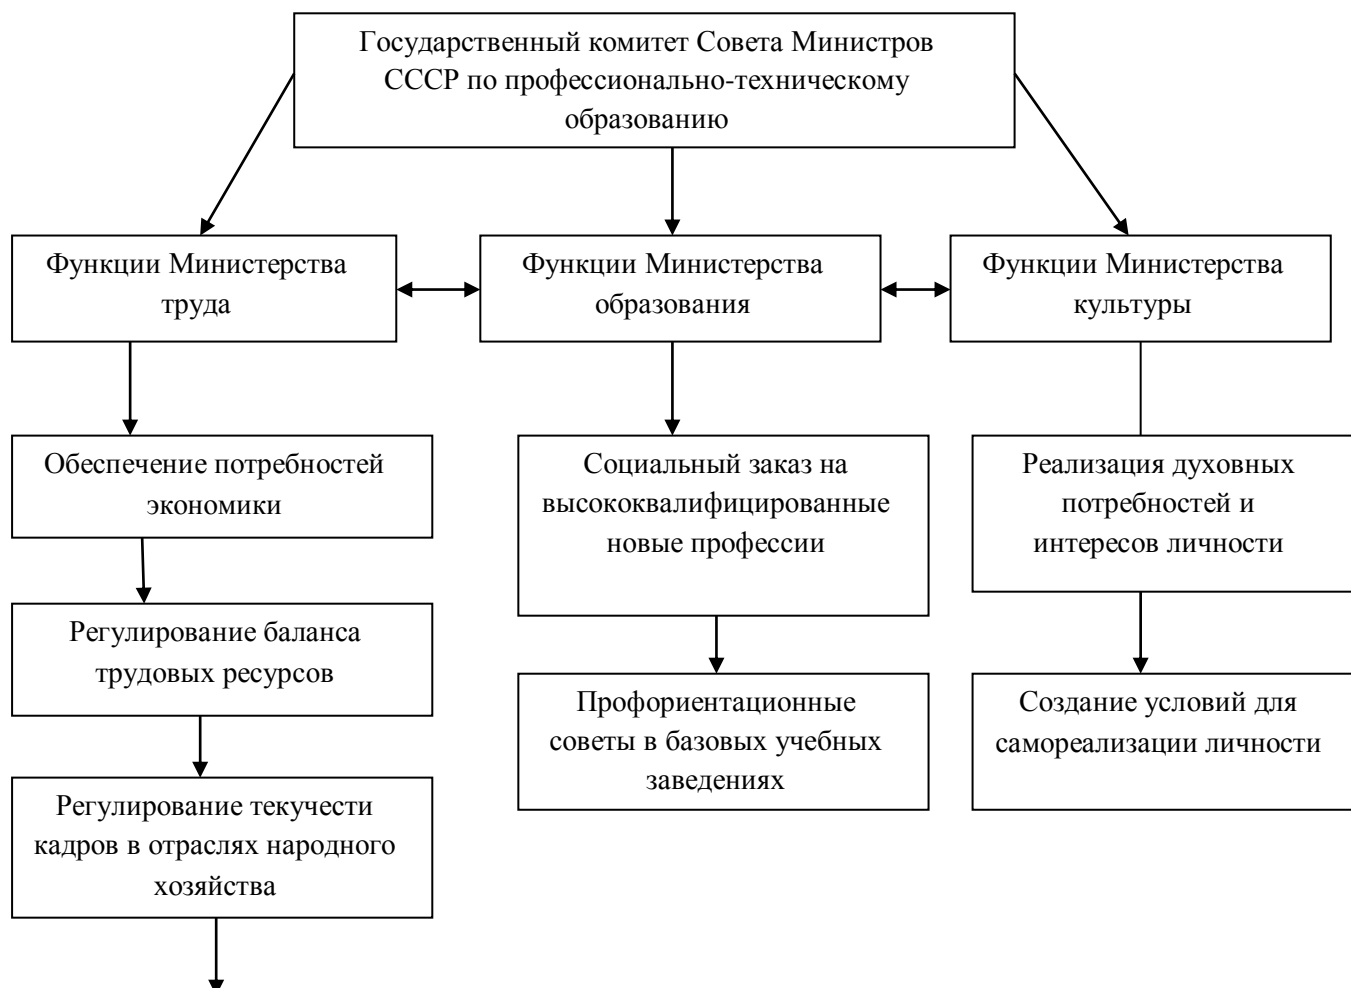 Государственный комитет Совета Министров
СССР по профессионально-техническому
образованию
Функции Министерства
труда
Функции Министерства
образования
Функции Министерства
культуры
Обеспечение потребностей
экономики
Социальный заказ на
высококвалифицированные
новые профессии
Реализация духовных
потребностей и
интересов личности
Регулирование баланса
трудовых ресурсов
Профориентационные
советы в базовых учебных
заведениях
Создание условий для
самореализации личности
Регулирование текучести
кадров в отраслях народного
хозяйства